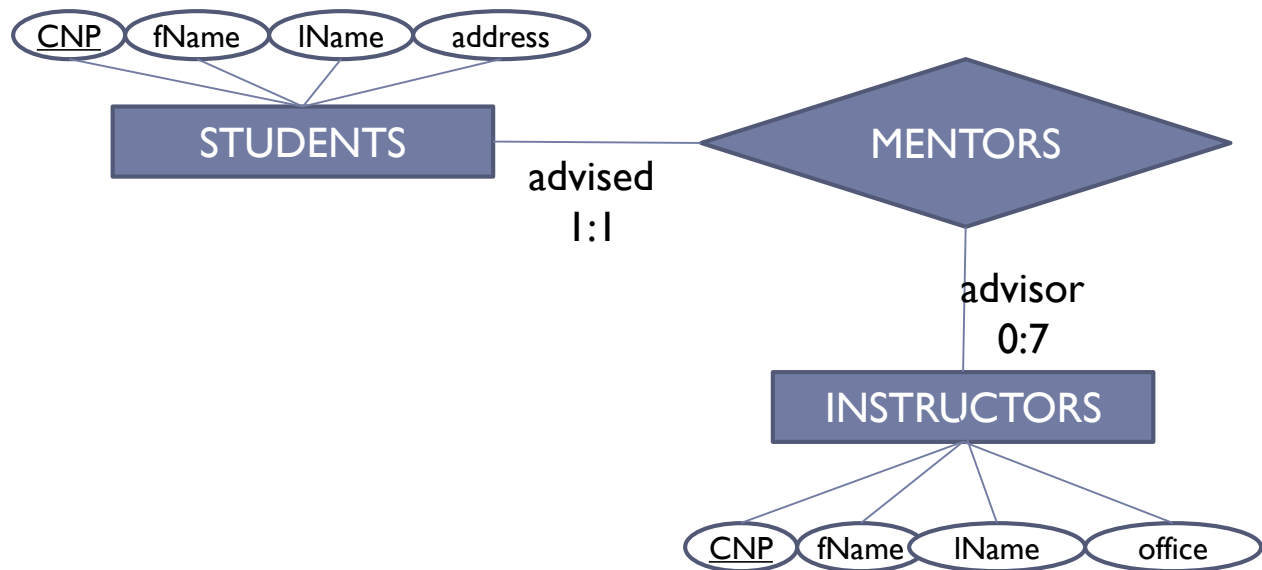 CNP fName lName address
STUDENTS
MENTORS
advised
1:1
advisor
0:7
INSTRUCTORS
CNP fName lName office